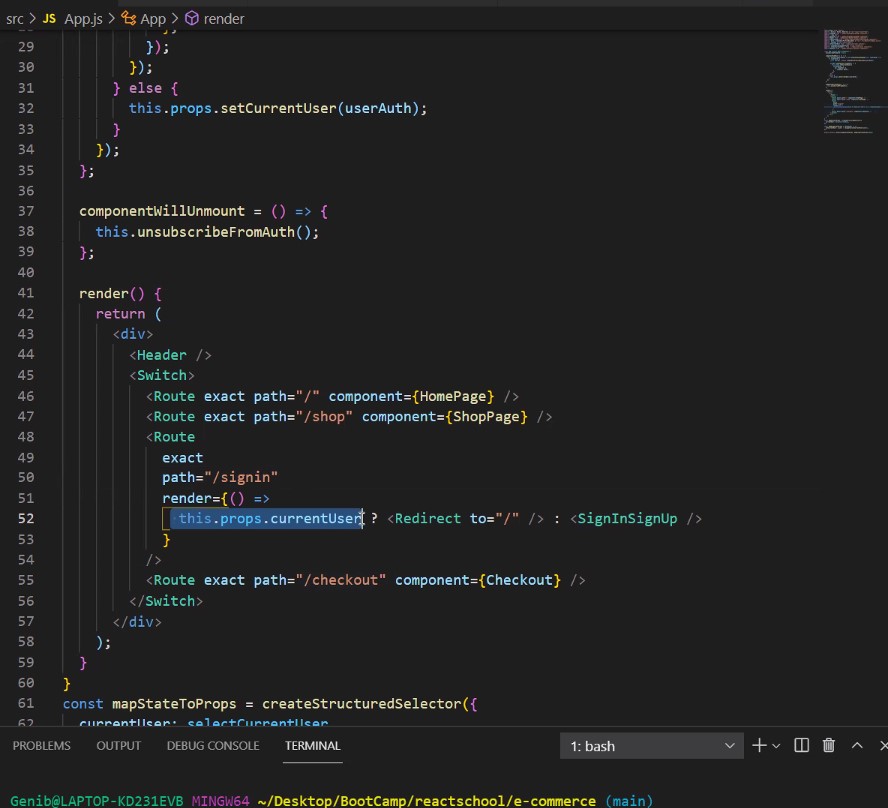 src > JS App.js > App > render
29 });
30 });
31 } else {
32 this.props.setCurrentUser(userAuth);
33 }
34 });
35 };
36
37 componentWillUnmount = () => {
38 this.unsubscribeFromAuth();
39 };
40
41 render() {
42 return (
43 <div>
44 <Header />
45 <Switch>
46 <Route exact path="/" component={HomePage} />
47 <Route exact path="/shop" component={ShopPage} />
48 <Route
49 exact
50 path="/signin"
51 render={() =>
52 this.props.currentUser ? <Redirect to="/" /> : <SignInSignUp />
53 }
54 />
55 <Route exact path="/checkout" component={Checkout} />
56 </Switch>
57 </div>
58 );
59 }
60 }
61 const mapStateToProps = createStructuredSelector({
62 currentUser: selectCurrentUser
PROBLEMS OUTPUT DEBUG CONSOLE TERMINAL 1: bash
Genib@LAPTOP-KD231EVB MINGW64 ~/Desktop/BootCamp/reactschool/e-commerce (main)